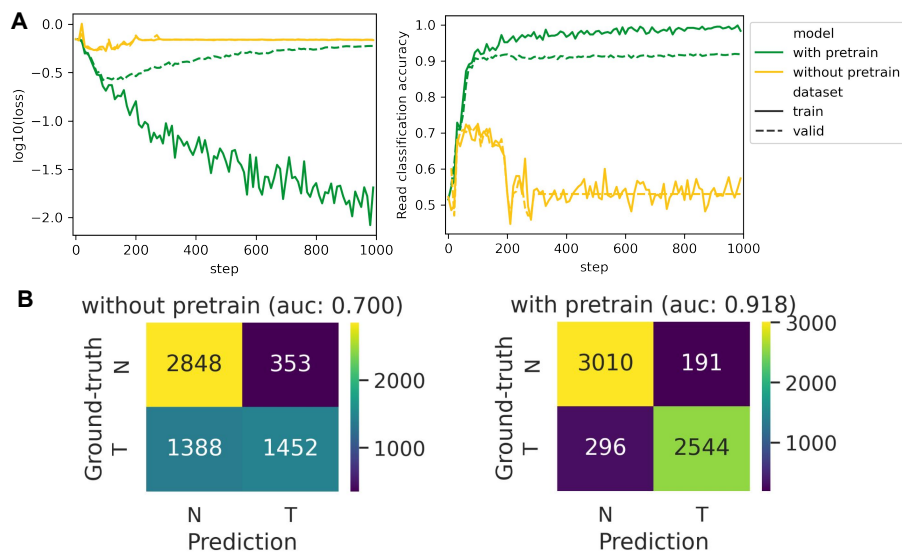 A
0.0
−0.5
−1.0
−1.5
−2.0
log10(loss)
0 200 400 600 800 1000
step
1.0
0.9
0.8
0.7
0.6
0.5
Read classification accuracy
0 200 400 600 800 1000
step
model
with pretrain
without pretrain
dataset
train
valid
B
without pretrain (auc: 0.700)
Ground-truth
N
T
2848 353
1388 1452
2000
1000
N T
Prediction
with pretrain (auc: 0.918)
Ground-truth
N
T
3010 191
296 2544
3000
2000
1000
N T
Prediction